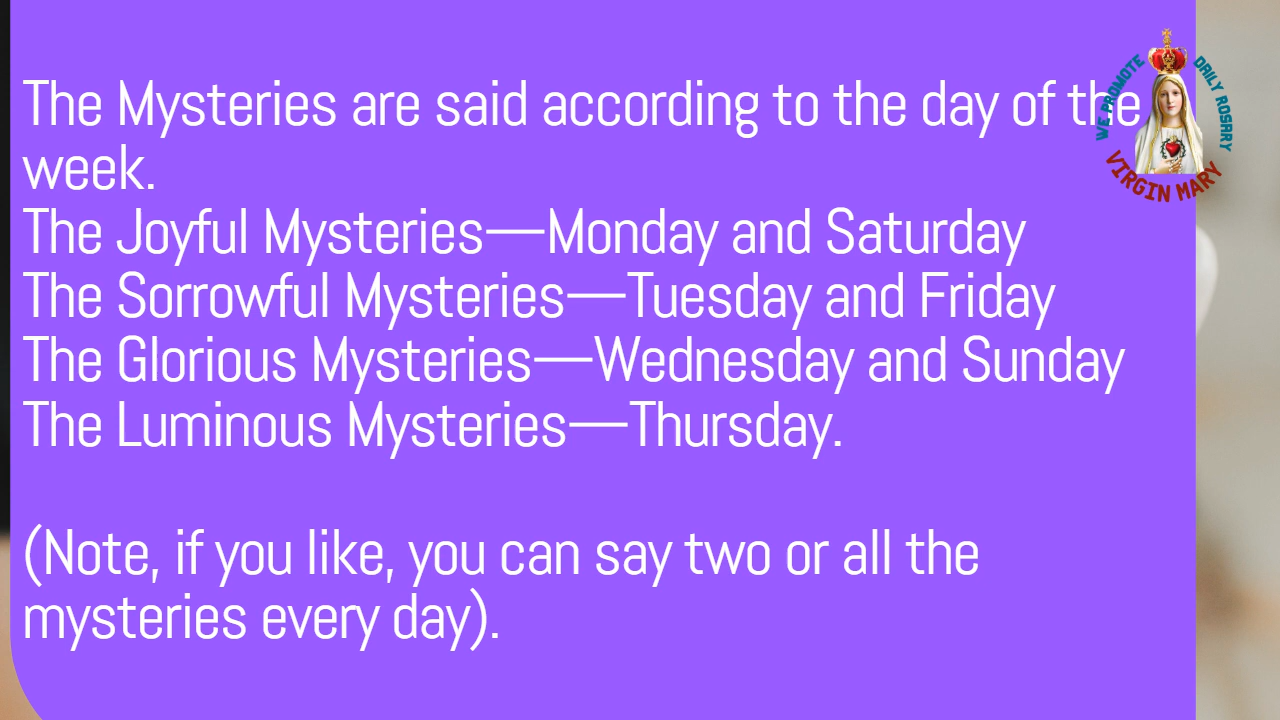 The Mysteries are said according to the day of the
week.
The Joyful Mysteries—Monday and Saturday
The Sorrowful Mysteries—Tuesday and Friday
The Glorious Mysteries—Wednesday and Sunday
The Luminous Mysteries—Thursday.
(Note, if you like, you can say two or all the
mysteries every day).
WE PROMOTE
DAILY ROSARY
VIRGIN MARY